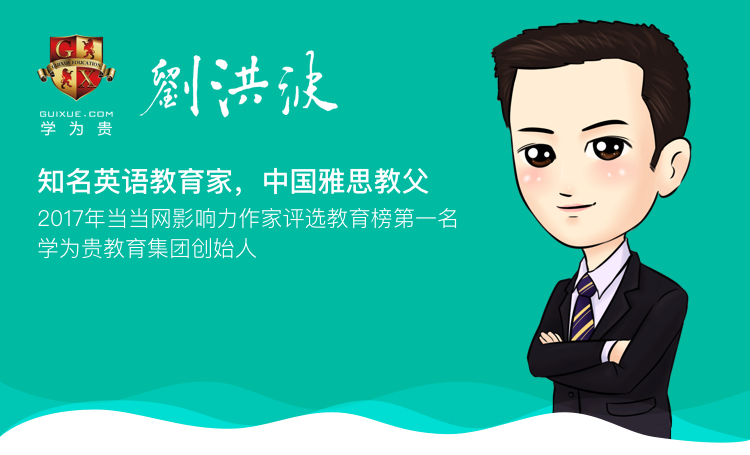 GUIXUE EDUCATION
G X
GUIXUE.COM
学为贵
劉洪波
知名英语教育家，中国雅思教父
2017年当当网影响力作家评选教育榜第一名
学为贵教育集团创始人